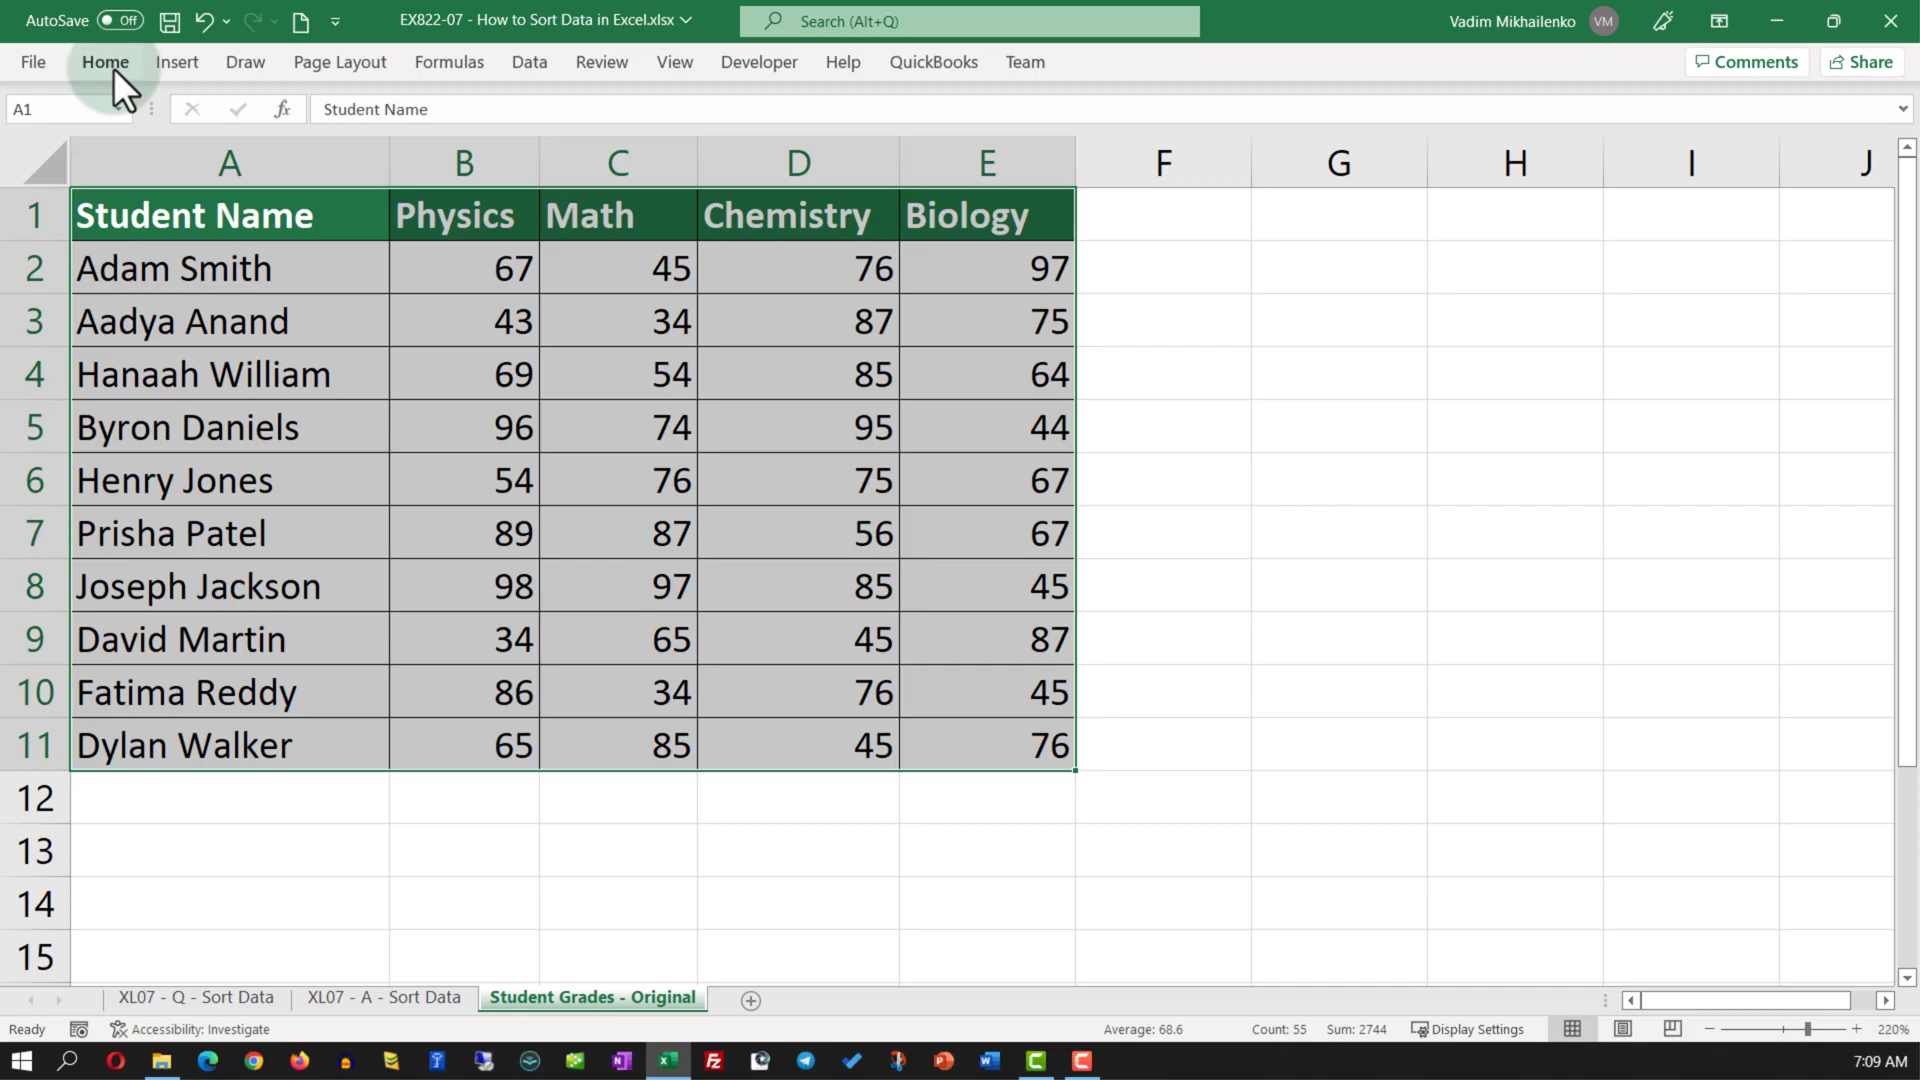 AutoSave Off EX822-07 - How to Sort Data in Excel.xlsx Search (Alt+Q) Vadim Mikhailenko VM
File Home Insert Draw Page Layout Formulas Data Review View Developer Help QuickBooks Team Comments Share
A1 fx Student Name
A B C D E F G H I J
1 Student Name Physics Math Chemistry Biology
2 Adam Smith 67 45 76 97
3 Aadya Anand 43 34 87 75
4 Hanaah William 69 54 85 64
5 Byron Daniels 96 74 95 44
6 Henry Jones 54 76 75 67
7 Prisha Patel 89 87 56 67
8 Joseph Jackson 98 97 85 45
9 David Martin 34 65 45 87
10 Fatima Reddy 86 34 76 45
11 Dylan Walker 65 85 45 76
12
13
14
15
XL07 - Q - Sort Data XL07 - A - Sort Data Student Grades - Original
Ready Accessibility: Investigate Average: 68.6 Count: 55 Sum: 2744 Display Settings 220%
7:09 AM